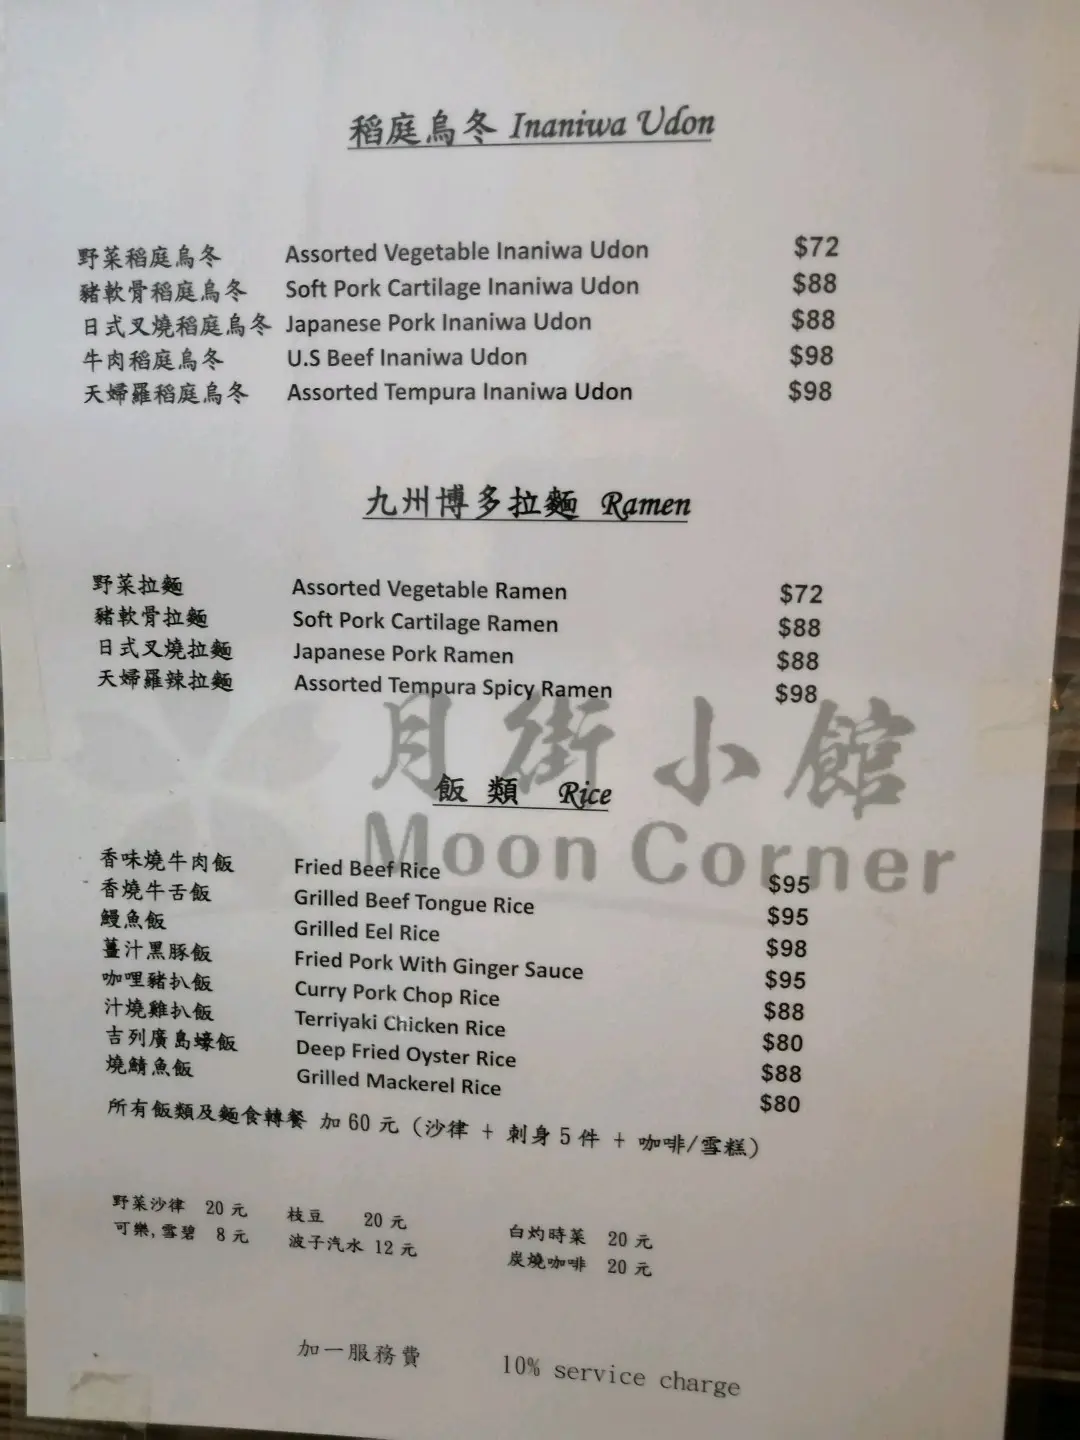 稻庭烏冬 Inaniwa Udon
野菜稻庭烏冬 Assorted Vegetable Inaniwa Udon $72
豬軟骨稻庭烏冬 Soft Pork Cartilage Inaniwa Udon $88
日式叉燒稻庭烏冬 Japanese Pork Inaniwa Udon $88
牛肉稻庭烏冬 U.S Beef Inaniwa Udon $98
天婦羅稻庭烏冬 Assorted Tempura Inaniwa Udon $98
九州博多拉麵 Ramen
野菜拉麵 Assorted Vegetable Ramen $72
豬軟骨拉麵 Soft Pork Cartilage Ramen $88
日式叉燒拉麵 Japanese Pork Ramen $88
天婦羅辣拉麵 Assorted Tempura Spicy Ramen $98
月街小館
飯類 Rice
Moon Corner
香味燒牛肉飯 Fried Beef Rice $95
香燒牛舌飯 Grilled Beef Tongue Rice $95
鰻魚飯 Grilled Eel Rice $98
薑汁黑豚飯 Fried Pork With Ginger Sauce $95
咖哩豬扒飯 Curry Pork Chop Rice $88
汁燒雞扒飯 Terriyaki Chicken Rice $80
吉列廣島蠔飯 Deep Fried Oyster Rice $88
燒鯖魚飯 Grilled Mackerel Rice $80
所有飯類及麵食轉餐 加 60 元 (沙律 + 刺身 5 件 + 咖啡/雪糕)
野菜沙律 20 元 枝豆 20 元 白灼時菜 20 元
可樂,雪碧 8 元 波子汽水 12 元 炭燒咖啡 20 元
加一服務費 10% service charge